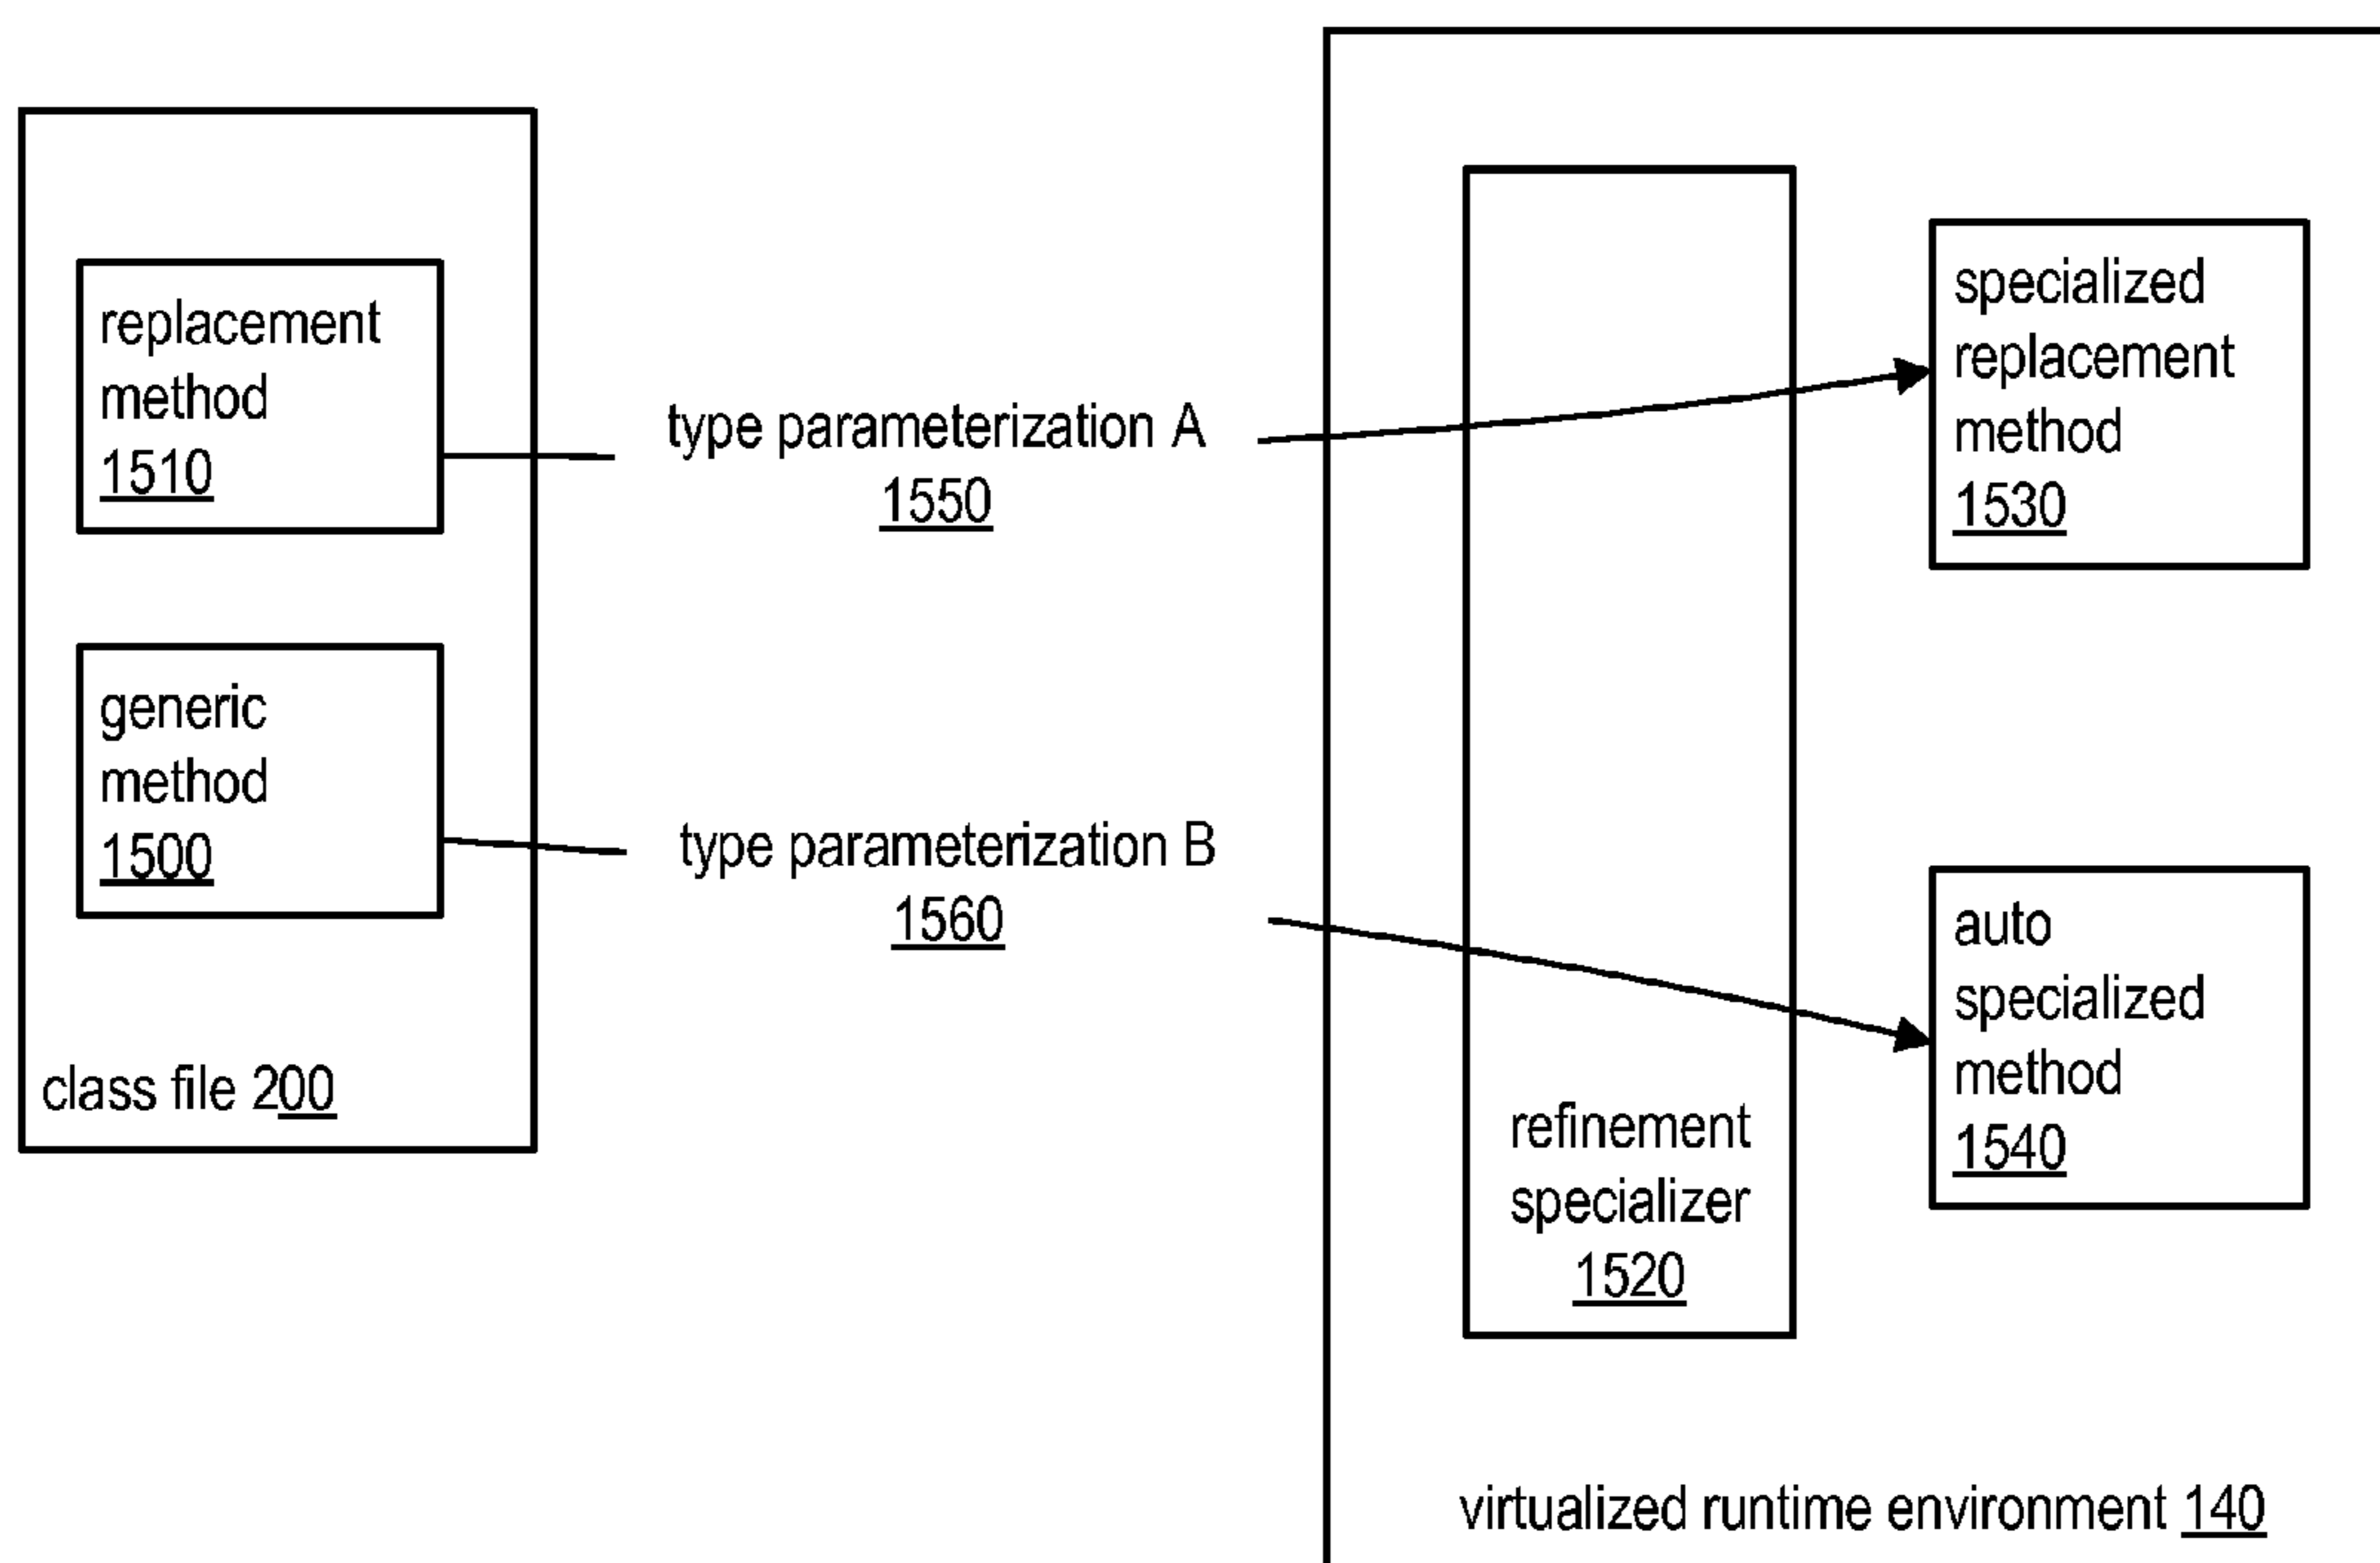 replacement
method
1510
generic
method
1500
class file 200
type parameterization A
1550
type parameterization B
1560
refinement
specializer
1520
specialized
replacement
method
1530
auto
specialized
method
1540
virtualized runtime environment 140